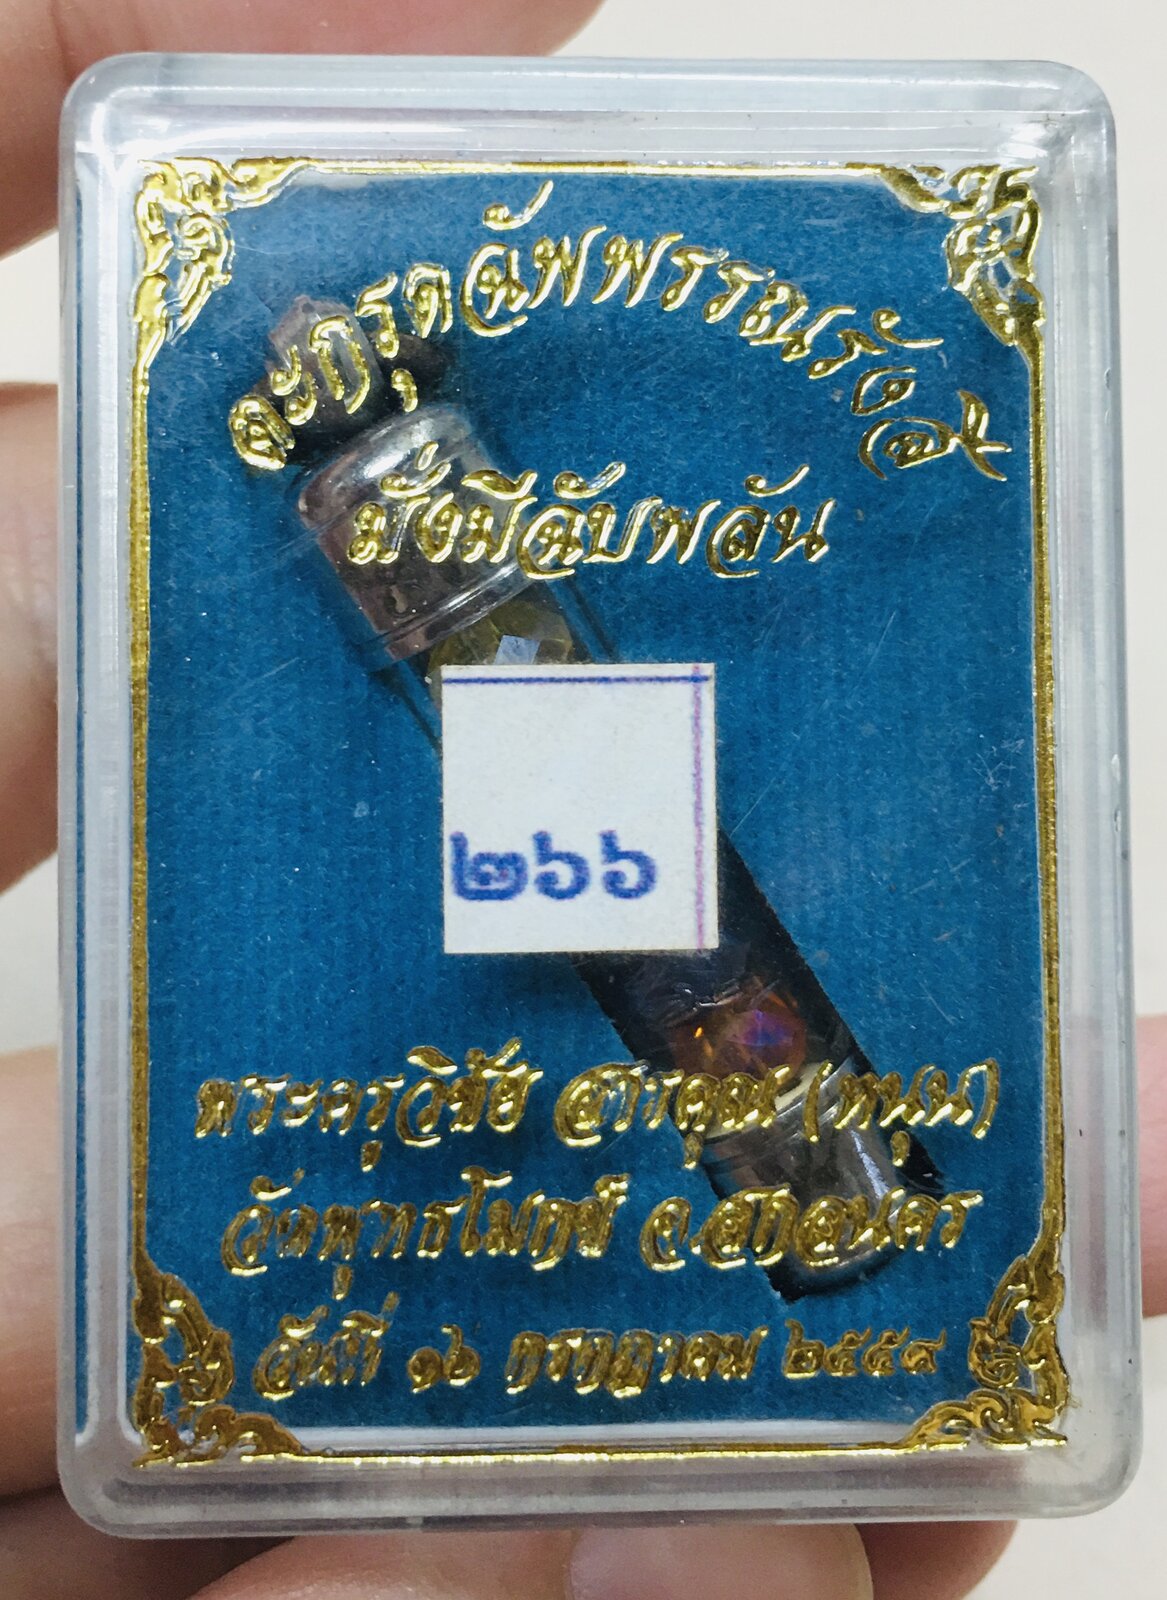 ตะกรุดฉัพพรรณรังสี
มั่งมีฉับพลัน
๒๖๖
พระครูวิชัย สารคุณ (หนุน)
วัดพุทธโมกข์ จ.สกลนคร
วันที่ ๑๖ กรกฎาคม ๒๕๕๔